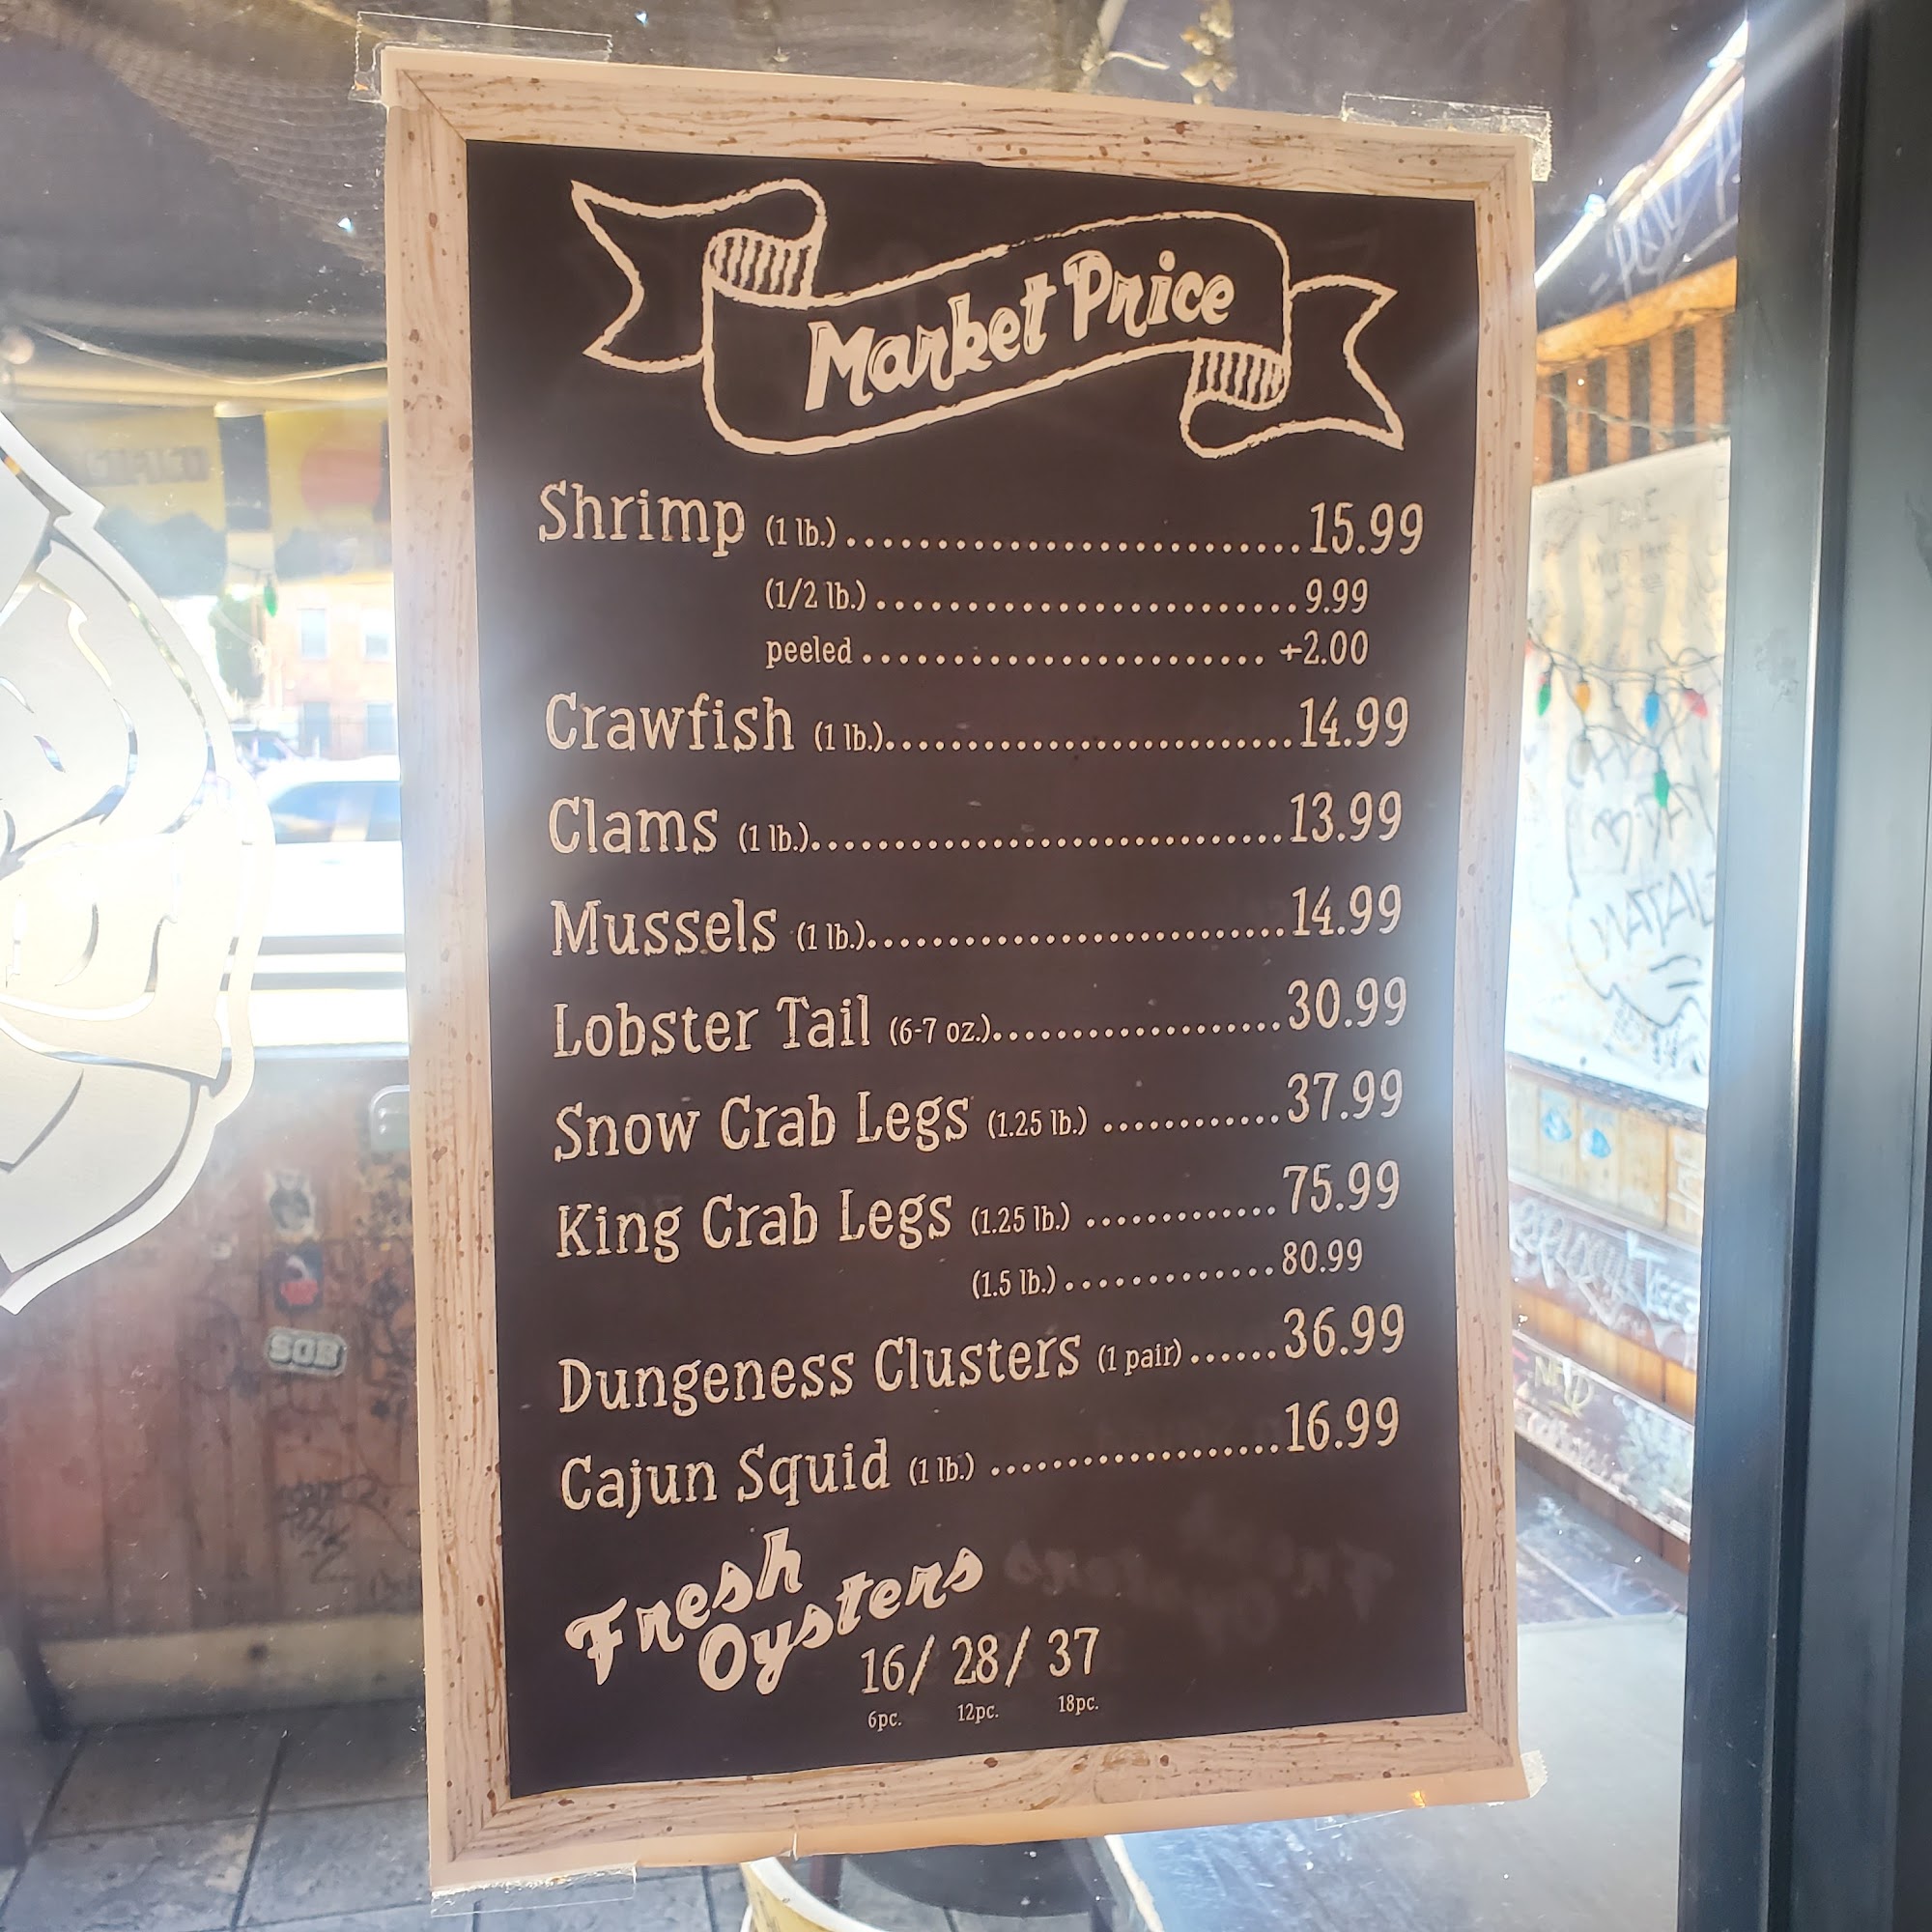 Market Price
Shrimp (1 lb.) 15.99
(1/2 lb.) 9.99
peeled +2.00
Crawfish (1 lb.) 14.99
Clams (1 lb.) 13.99
Mussels (1 lb.) 14.99
Lobster Tail (6-7 oz.) 30.99
Snow Crab Legs (1.25 lb.) 37.99
King Crab Legs (1.25 lb.) 75.99
(1.5 lb.) 80.99
Dungeness Clusters (1 pair) 36.99
Cajun Squid (1 lb.) 16.99
Fresh
Oysters
16/ 28/ 37
6pc. 12pc. 18pc.
SOB